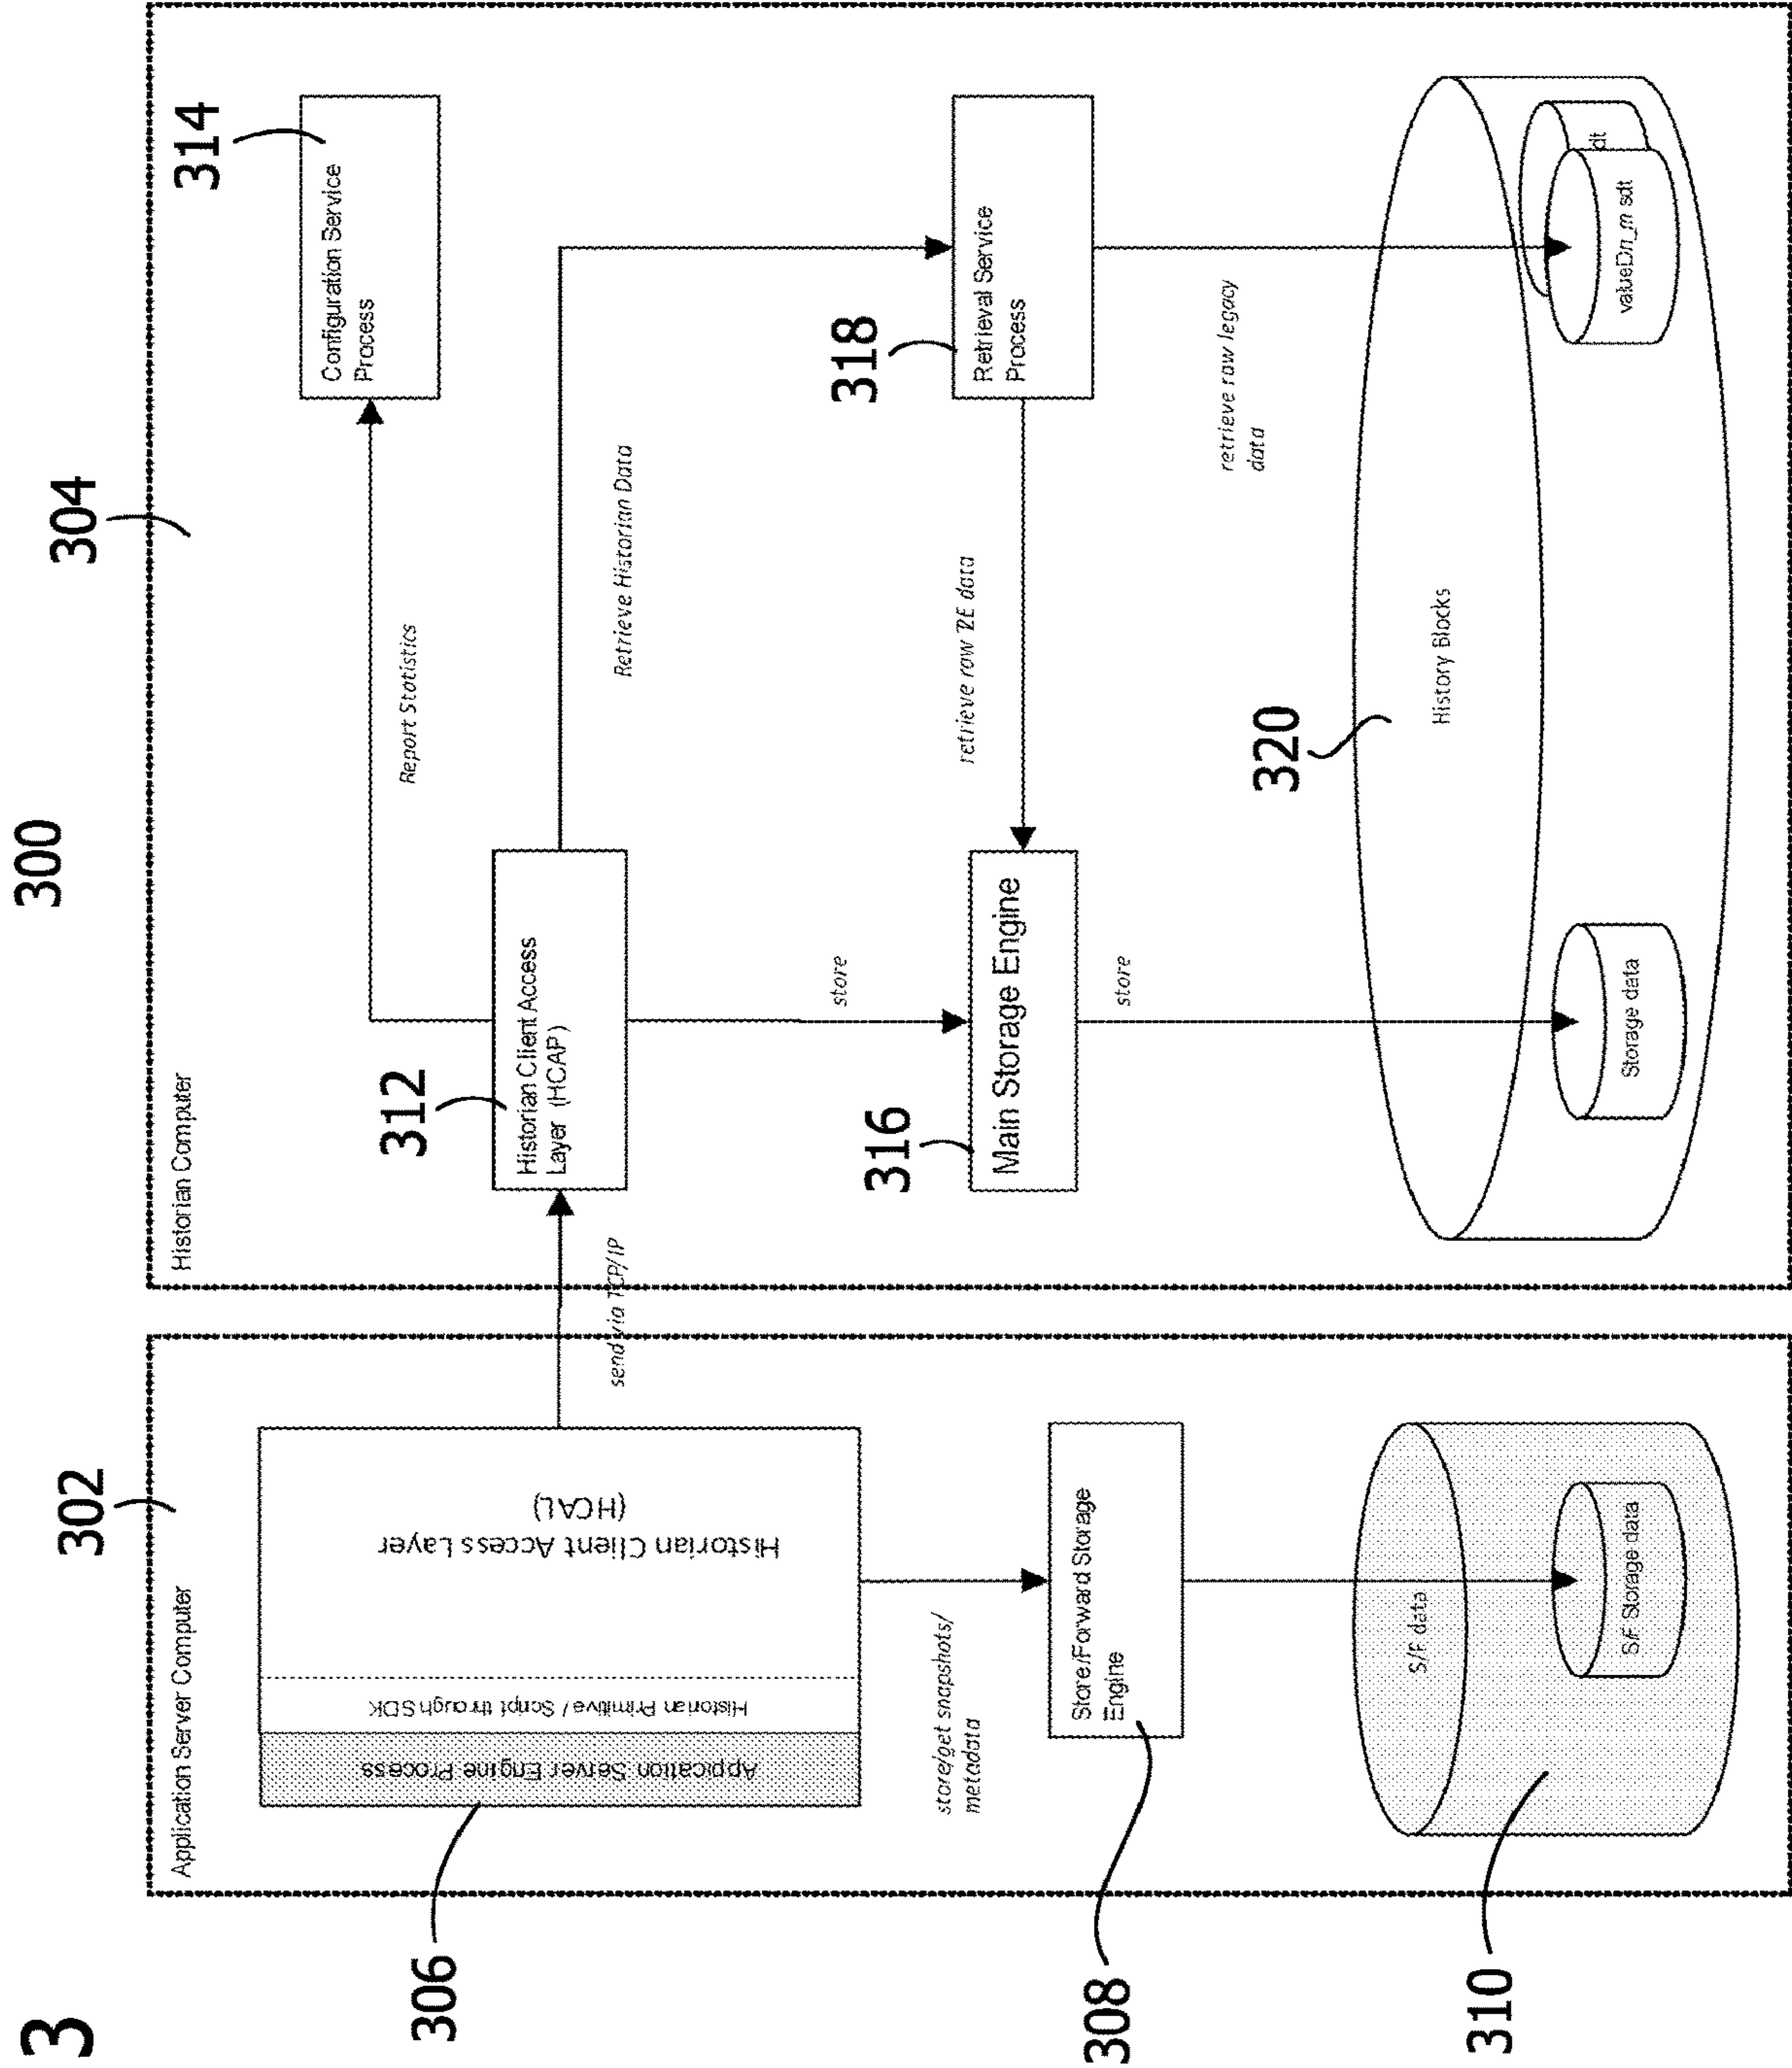 3
300
302
304
Application Server Computer
Historian Computer
306
Application Server Engine Process
Historian Primitive / Script through SDK
Historian Client Access Layer
(HCAL)
send via TCP/IP
312
Historian Client Access
Layer (HCAP)
Report Statistics
314
Configuration Service
Process
Retrieve Historian Data
store/get snapshots/
metadata
308
Store/Forward Storage
Engine
store
316
Main Storage Engine
retrieve raw
data
318
Retrieval Service
Process
store
retrieve raw legacy
data
310
S/F data
S/F Storage data
320
History Blocks
Storage data
valueDn_m sdt
dt